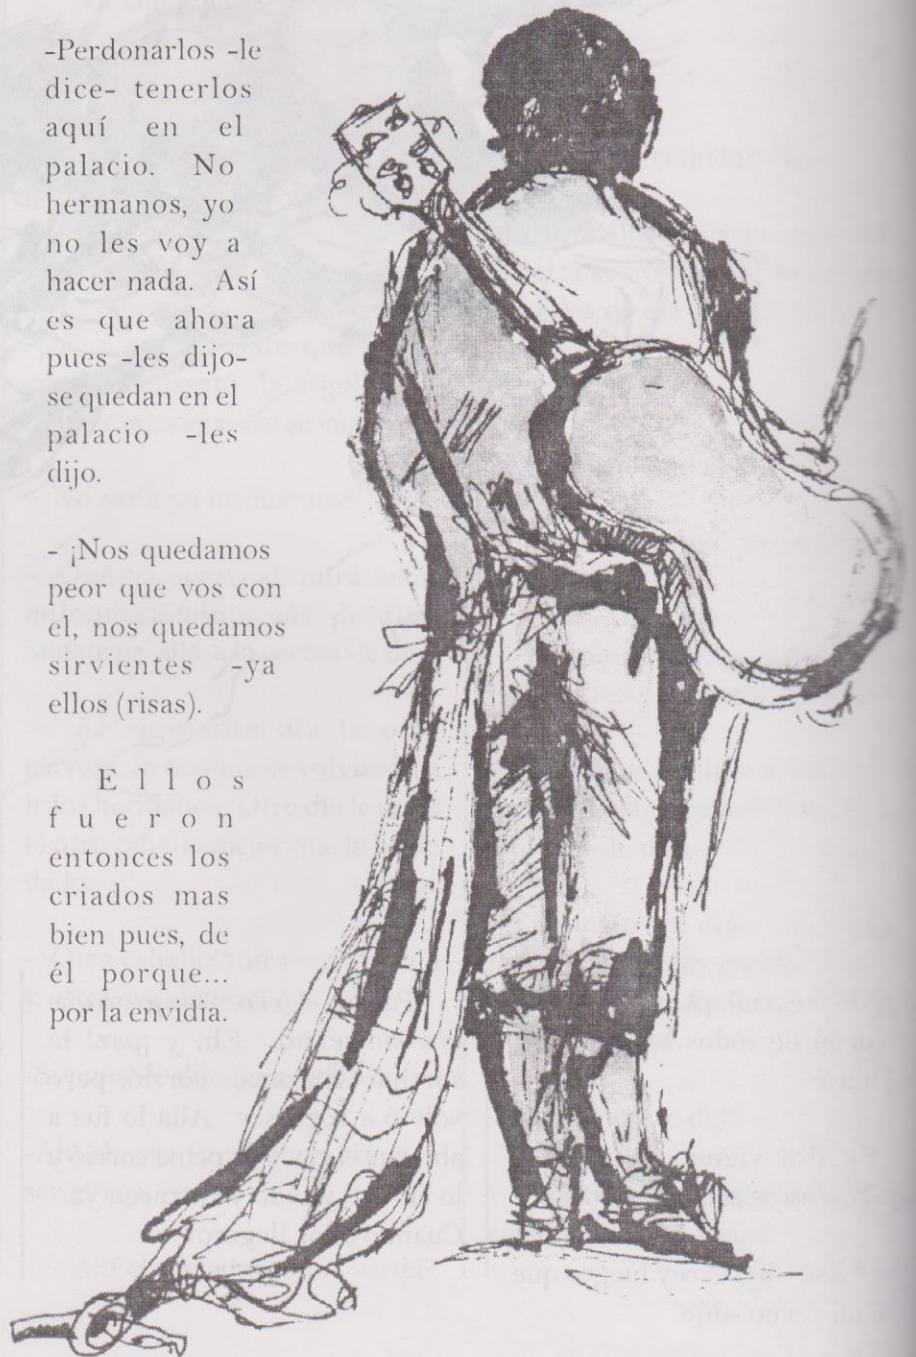 -Perdonarlos -le
dice- tenerlos
aquí en el
palacio. No
hermanos, yo
no les voy a
hacer nada. Así
es que ahora
pues -les dijo-
se quedan en el
palacio -les
dijo.
- ¡Nos quedamos
peor que vos con
el, nos quedamos
sirvientes -ya
ellos (risas).
Ellos
fueron
entonces los
criados mas
bien pues, de
él porque...
por la envidia.